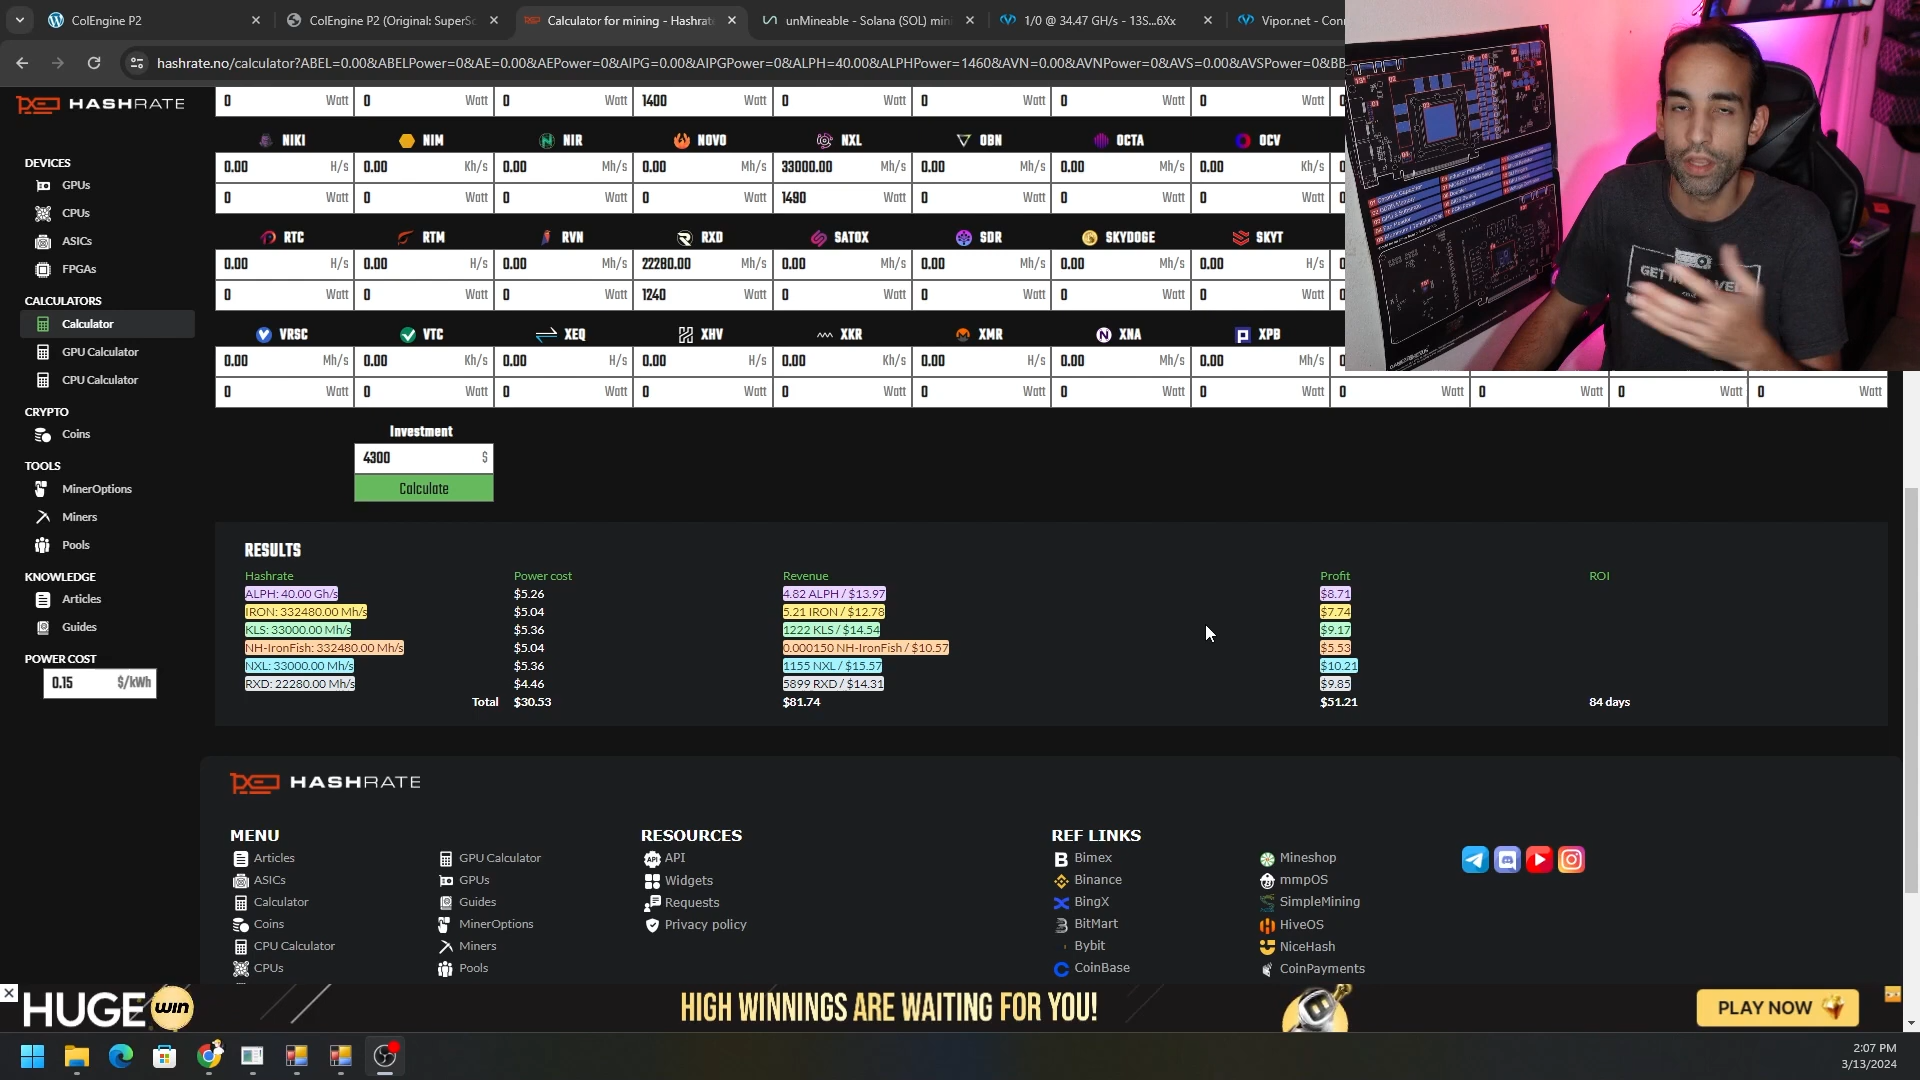 ColEngine P2
ColEngine P2 (Original: SuperSc
Calculator for mining - Hashrate
unMineable - Solana (SOL) mini
1/0 @ 34.47 GH/s - 13S...6Xx
Vipor.net - Conn
hashrate.no/calculator?ABEL=0.00&ABELPower=0&AE=0.00&AEPower=0&AIPG=0.00&AIPGPower=0&ALPH=40.00&ALPHPower=1460&AVN=0.00&AVNPower=0&AVS=0.00&AVSPower=0&BB
HASHRATE
0 Watt 0 Watt 0 Watt 1400 Watt 0 Watt 0 Watt 0 Watt 0 Watt
NIKI NIM NIR NOVO NXL OBN OCTA OCV
0.00 H/s 0.00 Kh/s 0.00 Mh/s 0.00 Mh/s 33000.00 Mh/s 0.00 Mh/s 0.00 Mh/s 0.00 Kh/s
0 Watt 0 Watt 0 Watt 0 Watt 1490 Watt 0 Watt 0 Watt 0 Watt
RTC RTM RVN RXD SATOX SDR SKYDOGE SKYT
0.00 H/s 0.00 H/s 0.00 Mh/s 22280.00 Mh/s 0.00 Mh/s 0.00 Mh/s 0.00 Mh/s 0.00 H/s
0 Watt 0 Watt 0 Watt 1240 Watt 0 Watt 0 Watt 0 Watt 0 Watt
VRSC VTC XEQ XHV XKR XMR XNA XPB
0.00 Mh/s 0.00 Mh/s 0.00 H/s 0.00 H/s 0.00 Kh/s 0.00 H/s 0.00 Mh/s 0.00 Mh/s
0 Watt 0 Watt 0 Watt 0 Watt 0 Watt 0 Watt 0 Watt 0 Watt 0 Watt 0 Watt 0 Watt 0 Watt
DEVICES
GPUs
CPUs
ASICs
FPGAs
CALCULATORS
Calculator
GPU Calculator
CPU Calculator
CRYPTO
Coins
TOOLS
MinerOptions
Miners
Pools
KNOWLEDGE
Articles
Guides
POWER COST
0.15 $/kWh
Investment
4300 $
Calculate
RESULTS
Hashrate Power cost Revenue Profit ROI
ALPH: 40.00 Gh/s $5.26 4.82 ALPH / $13.97 $8.71
IRON: 332480.00 Mh/s $5.04 5.21 IRON / $12.78 $7.74
KLS: 33000.00 Mh/s $5.36 1222 KLS / $14.54 $9.17
NH-IronFish: 332480.00 Mh/s $5.04 0.000150 NH-IronFish / $10.57 $5.53
NXL: 33000.00 Mh/s $5.36 1155 NXL / $15.57 $10.21
RXD: 22280.00 Mh/s $4.46 5899 RXD / $14.31 $9.85
Total $30.53 $81.74 $51.21 84 days
HASHRATE
MENU
Articles
ASICs
Calculator
Coins
CPU Calculator
CPUs
GPU Calculator
GPUs
Guides
MinerOptions
Miners
Pools
RESOURCES
API
Widgets
Requests
Privacy policy
REF LINKS
Bimex
Binance
BingX
BitMart
Bybit
CoinBase
Mineshop
mmpOS
SimpleMining
HiveOS
NiceHash
CoinPayments
HUGE win
HIGH WINNINGS ARE WAITING FOR YOU!
PLAY NOW
2:07 PM
3/13/2024